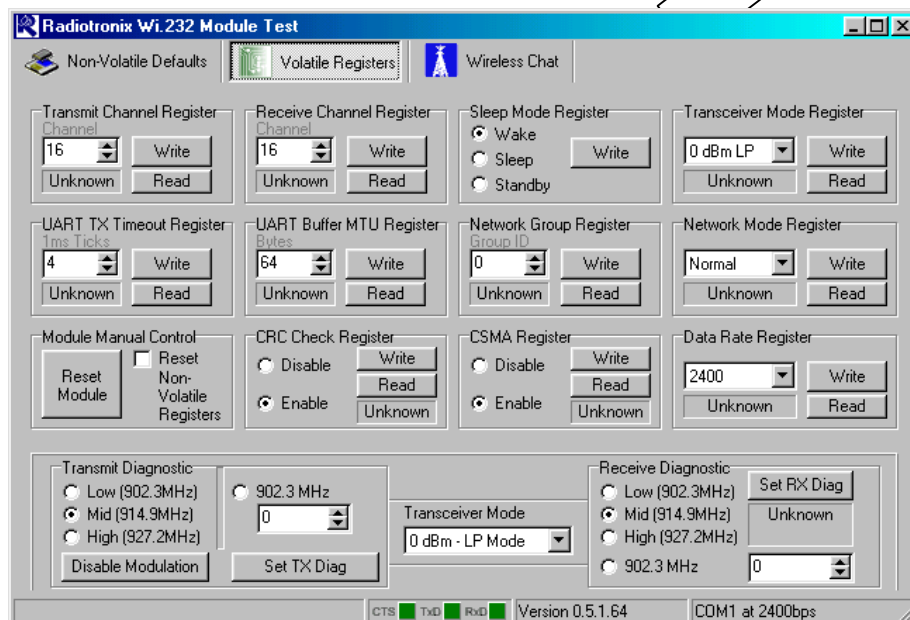 Radiotronix Wi.232 Module Test
Non-Volatile Defaults Volatile Registers Wireless Chat
Transmit Channel Register
Channel
16 Write
Unknown Read
Receive Channel Register
Channel
16 Write
Unknown Read
Sleep Mode Register
Wake
Sleep Write
Standby
Transceiver Mode Register
0 dBm LP Write
Unknown Read
UART TX Timeout Register
1ms Ticks
4 Write
Unknown Read
UART Buffer MTU Register
Bytes
64 Write
Unknown Read
Network Group Register
Group ID
0 Write
Unknown Read
Network Mode Register
Normal Write
Unknown Read
Module Manual Control
Reset Module
Reset
Non-
Volatile
Registers
CRC Check Register
Disable Write
Read
Enable Unknown
CSMA Register
Disable Write
Read
Enable Unknown
Data Rate Register
2400 Write
Unknown Read
Transmit Diagnostic
Low (902.3MHz)
Mid (914.9MHz)
High (927.2MHz)
Disable Modulation
902.3 MHz
0
Set TX Diag
Transceiver Mode
0 dBm - LP Mode
Receive Diagnostic
Low (902.3MHz) Set RX Diag
Mid (914.9MHz) Unknown
High (927.2MHz)
902.3 MHz 0
CTS TxD RxD Version 0.5.1.64 COM1 at 2400bps